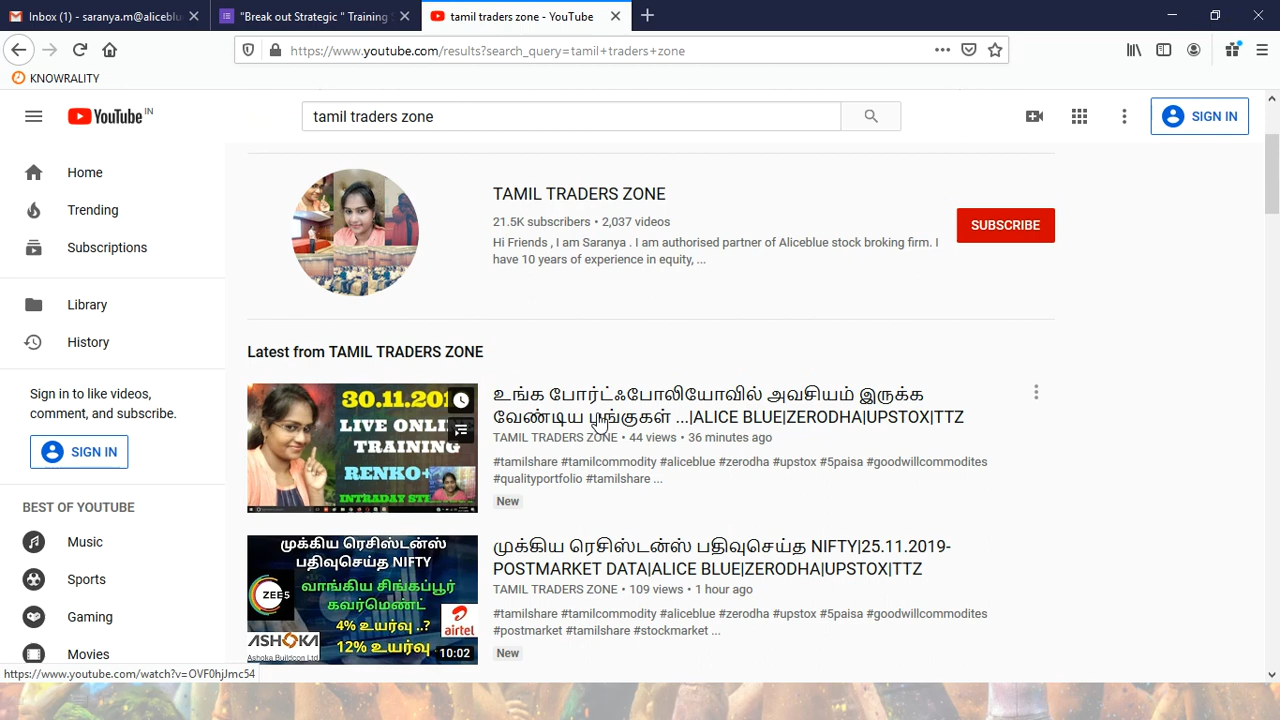 Inbox (1) - saranya.m@aliceblu
"Break out Strategic " Training
tamil traders zone - YouTube
https://www.youtube.com/results?search_query=tamil+traders+zone
KNOWRALITY
YouTube IN
tamil traders zone
SIGN IN
Home
Trending
Subscriptions
Library
History
Sign in to like videos,
comment, and subscribe.
SIGN IN
BEST OF YOUTUBE
Music
Sports
Gaming
Movies
TAMIL TRADERS ZONE
21.5K subscribers • 2,037 videos
Hi Friends , I am Saranya . I am authorised partner of Aliceblue stock broking firm. I
have 10 years of experience in equity, ...
SUBSCRIBE
Latest from TAMIL TRADERS ZONE
30.11.201
LIVE ONLINE
TRAINING
RENKO+
INTRADAY
உங்க போர்ட்ஃபோலியோவில் அவசியம் இருக்க
வேண்டிய பங்குகள் ...|ALICE BLUE|ZERODHA|UPSTOX|TTZ
TAMIL TRADERS ZONE • 44 views • 36 minutes ago
#tamilshare #tamilcommodity #aliceblue #zerodha #upstox #5paisa #goodwillcommodites
#qualityportfolio #tamilshare ...
New
முக்கிய ரெசிஸ்டன்ஸ்
பதிவுசெய்த NIFTY
ZEE5
வாங்கிய சிங்கப்பூர்
கவர்மெண்ட்
4% உயர்வு ..?
airtel
ASHOKA
Ashoka Buildcon Ltd
12% உயர்வு
10:02
முக்கிய ரெசிஸ்டன்ஸ் பதிவுசெய்த NIFTY|25.11.2019-
POSTMARKET DATA|ALICE BLUE|ZERODHA|UPSTOX|TTZ
TAMIL TRADERS ZONE • 109 views • 1 hour ago
#tamilshare #tamilcommodity #aliceblue #zerodha #upstox #5paisa #goodwillcommodites
#postmarket #tamilshare #stockmarket ...
New
https://www.youtube.com/watch?v=OVF0hjJmc54